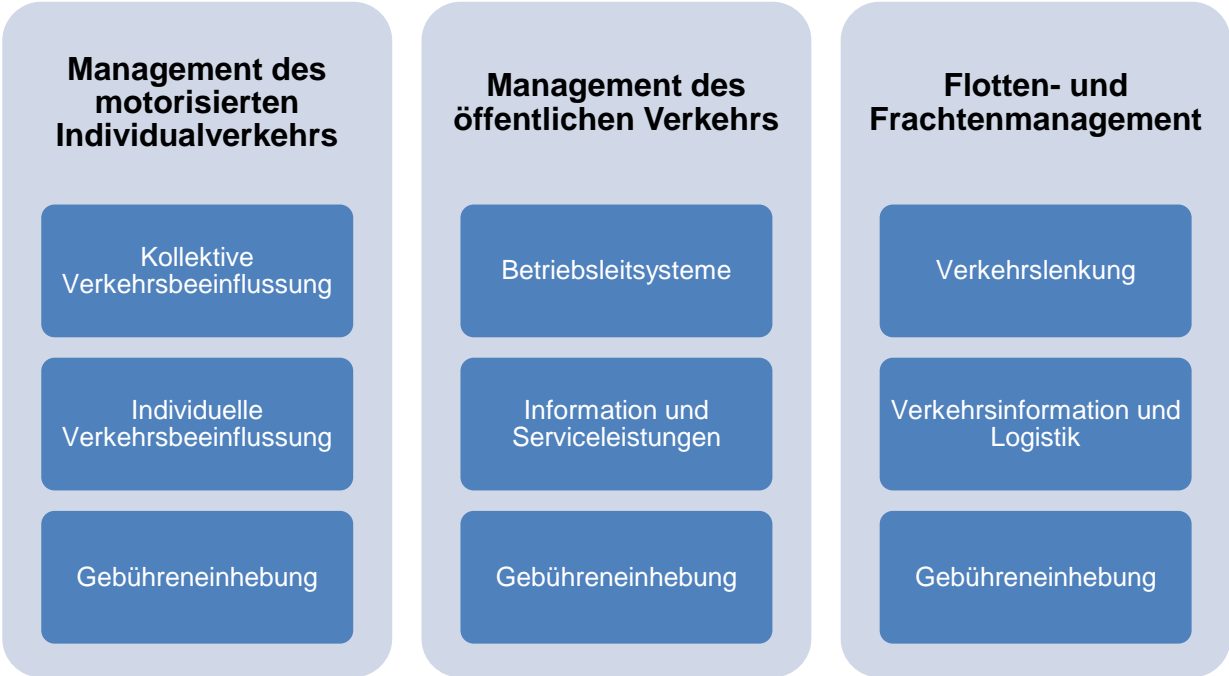 Management des
motorisierten
Individualverkehrs
Kollektive
Verkehrsbeeinflussung
Individuelle
Verkehrsbeeinflussung
Gebühreneinhebung
Management des
öffentlichen Verkehrs
Betriebsleitsysteme
Information und
Serviceleistungen
Gebühreneinhebung
Flotten- und
Frachtenmanagement
Verkehrslenkung
Verkehrsinformation und
Logistik
Gebühreneinhebung